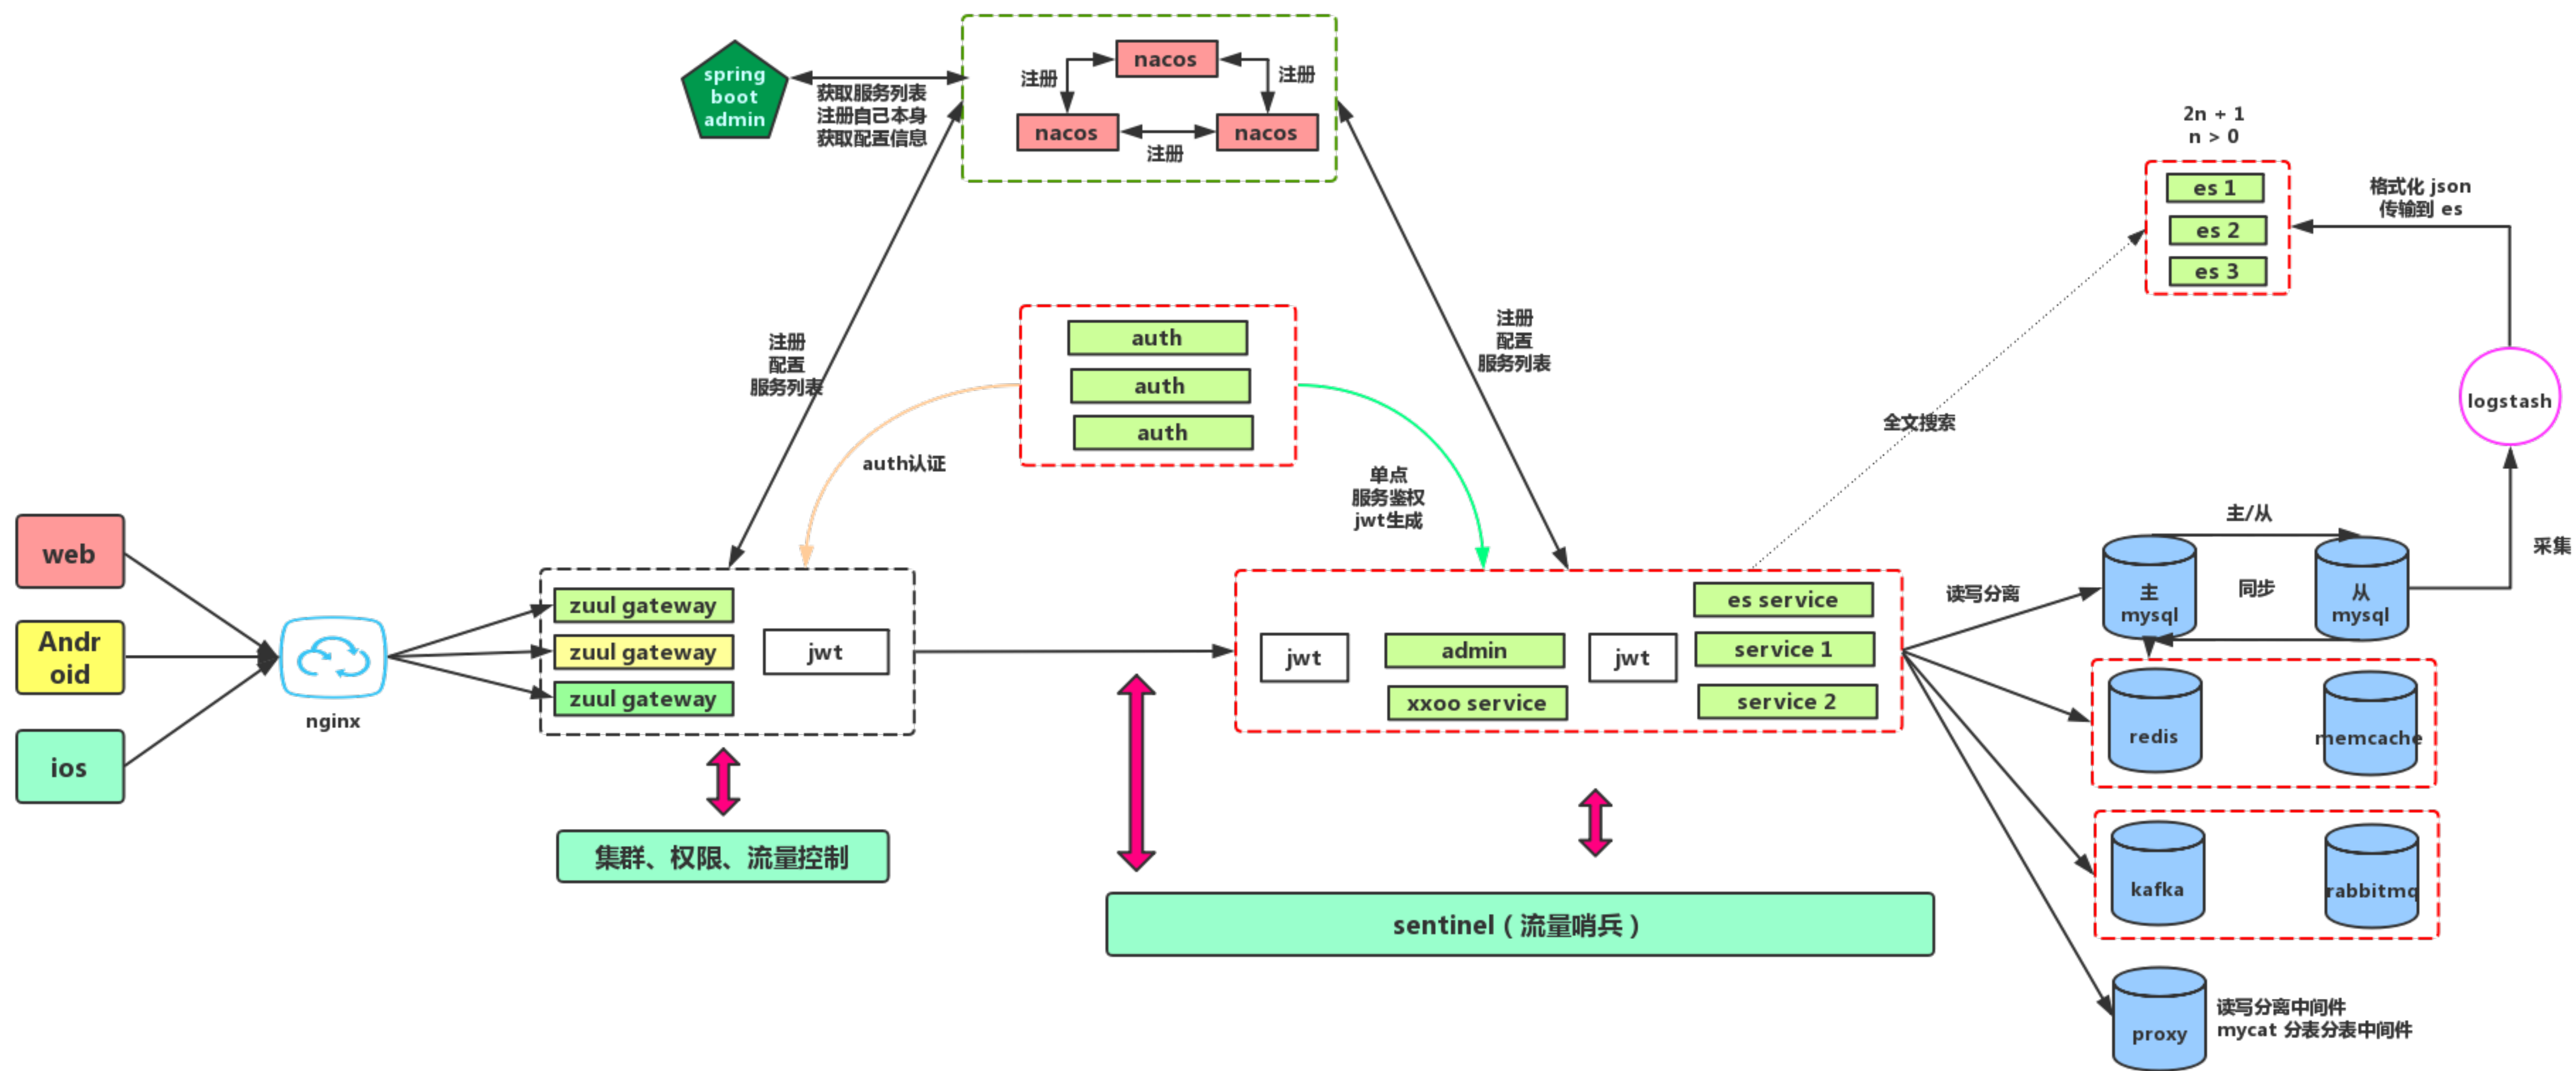 spring
boot
admin
获取服务列表
注册自己本身
获取配置信息
nacos
注册
注册
nacos
nacos
注册
2n + 1
n > 0
es 1
es 2
es 3
格式化 json
传输到 es
logstash
采集
注册
配置
服务列表
auth
auth
auth
auth认证
单点
服务鉴权
jwt生成
注册
配置
服务列表
全文搜索
web
Andr
oid
ios
nginx
zuul gateway
zuul gateway
zuul gateway
jwt
集群、权限、流量控制
jwt
admin
xxoo service
jwt
es service
service 1
service 2
sentinel（流量哨兵）
读写分离
主/从
主
mysql
同步
从
mysql
redis
memcache
kafka
rabbitmq
proxy
读写分离中间件
mycat 分表分表中间件